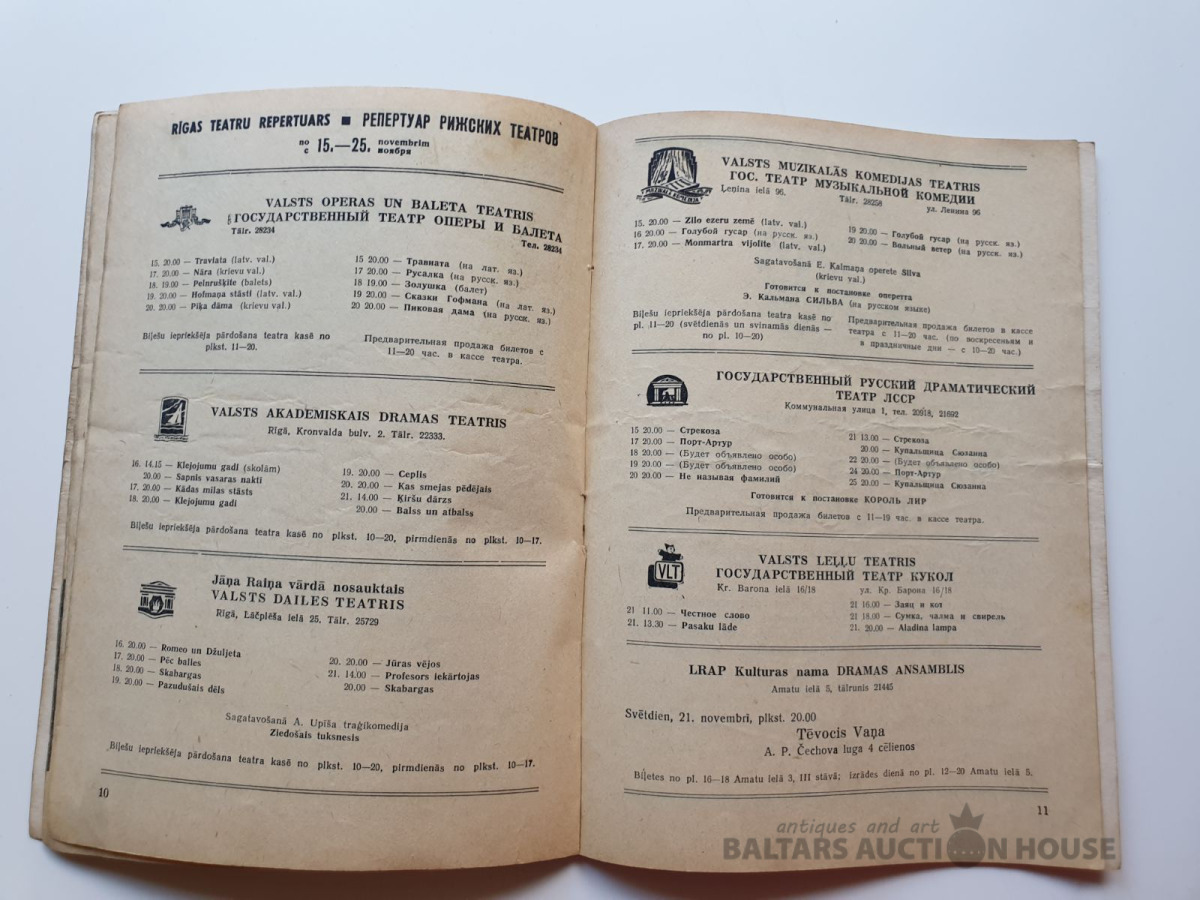 RĪGAS TEATRU REPERTUARS ■ РЕПЕРТУАР РИЖСКИХ ТЕАТРОВ
no 15.—25. novembrim
с ноября
VALSTS OPERAS UN BALETA TEATRIS
ГОСУДАРСТВЕННЫЙ ТЕАТР ОПЕРЫ И БАЛЕТА
Tālr. 28234
Тел. 28234
15. 20.00 — Traviata (latv. val.)
17. 20.00 — Nāra (krievu val.)
18. 19.00 — Pelnrušķīte (balets)
19. 20.00 — Hofmaņa stāsti (latv. val.)
20. 20.00 — Pīķa dāma (krievu val.)
15 20.00 — Травиата (на лат. яз.)
17 20.00 — Русалка (на русск. яз.)
18 19.00 — Золушка (балет)
19 20.00 — Сказки Гофмана (на лат. яз.)
20 20.00 — Пиковая дама (на русск. яз.)
Biļešu iepriekšēja pārdošana teatra kasē no
plkst. 11—20.
Предварительная продажа билетов с
11—20 час. в кассе театра.
VALSTS AKADEMISKAIS DRAMAS TEATRIS
Rīgā, Kronvalda bulv. 2. Tālr. 22333.
16. 14.15 — Klejojumu gadi (skolām)
20.00 — Sapnis vasaras naktī
17. 20.00 — Kādas mīlas stāsts
18. 20.00 — Klejojumu gadi
19. 20.00 — Ceplis
20. 20.00 — Kas smejas pēdējais
21. 14.00 — Ķiršu dārzs
20.00 — Balss un atbalss
Biļešu iepriekšēja pārdošana teatra kasē no plkst. 10—20, pirmdienās no plkst. 10—17.
Jāņa Raiņa vārdā nosauktais
VALSTS DAILES TEATRIS
Rīgā, Lāčplēša ielā 25. Tālr. 25729
16. 20.00 — Romeo un Džuljeta
17. 20.00 — Pēc balles
18. 20.00 — Skabargas
19. 20.00 — Pazudušais dēls
20. 20.00 — Jūras vējos
21. 14.00 — Profesors iekārtojas
20.00 — Skabargas
Sagatavošanā A. Upīša traģikomedija
Ziedošais tuksnesis
Biļešu iepriekšēja pārdošana teatra kasē no plkst. 10—20, pirmdienās no plkst. 10—17.
10
VALSTS MUZIKALĀS KOMEDIJAS TEATRIS
ГОС. ТЕАТР МУЗЫКАЛЬНОЙ КОМЕДИИ
Ļeņina ielā 96.
Tālr. 28258
ул. Ленина 96
15. 20.00 — Zilo ezeru zemē (latv. val.)
16 20.00 — Голубой гусар (на русск. яз.)
17. 20.00 — Monmartra vijolīte (latv. val.)
19 20.00 — Голубой гусар (на русск. яз.)
20 20.00 — Вольный ветер (на русск. яз.)
Sagatavošanā E. Kalmaņa operete Silva
(krievu val.)
Готовится к постановке оперетта
Э. Кальмана СИЛЬВА (на русском языке)
Biļešu iepriekšēja pārdošana teatra kasē no
pl. 11—20 (svētdienās un svinamās dienās —
no pl. 10—20)
Предварительная продажа билетов в кассе
театра с 11—20 час. (по воскресеньям и
в праздничные дни — с 10—20 час.)
ГОСУДАРСТВЕННЫЙ РУССКИЙ ДРАМАТИЧЕСКИЙ
ТЕАТР ЛССР
Коммунальная улица 1, тел. 20918, 21692
15 20.00 — Стрекоза
17 20.00 — Порт-Артур
18 20.00 — (Будет объявлено особо)
19 20.00 — (Будет объявлено особо)
20 20.00 — Не называя фамилий
21 13.00 — Стрекоза
20.00 — Купальщица Сюзанна
22 20.00 — (Будет объявлено особо)
24 20.00 — Порт-Артур
25 20.00 — Купальщица Сюзанна
Готовится к постановке КОРОЛЬ ЛИР
Предварительная продажа билетов с 11—19 час. в кассе театра.
VLT
VALSTS LEĻĻU TEATRIS
ГОСУДАРСТВЕННЫЙ ТЕАТР КУКОЛ
Kr. Barona ielā 16/18
ул. Кр. Барона 16/18
21 11.00 — Честное слово
21. 13.30 — Pasaku lāde
21 16.00 — Заяц и кот
21 18.00 — Сумка, чалма и свирель
21. 20.00 — Aladina lampa
LRAP Kulturas nama DRAMAS ANSAMBLIS
Amatu ielā 5, tālrunis 21445
Svētdien, 21. novembrī, plkst. 20.00
Tēvocis Vaņa
A. P. Čechova luga 4 cēlienos
Biļetes no pl. 16—18 Amatu ielā 3, III stāvā; izrādes dienā no pl. 12—20 Amatu ielā 5.
11
antiques and art
BALTARS AUCTION HOUSE